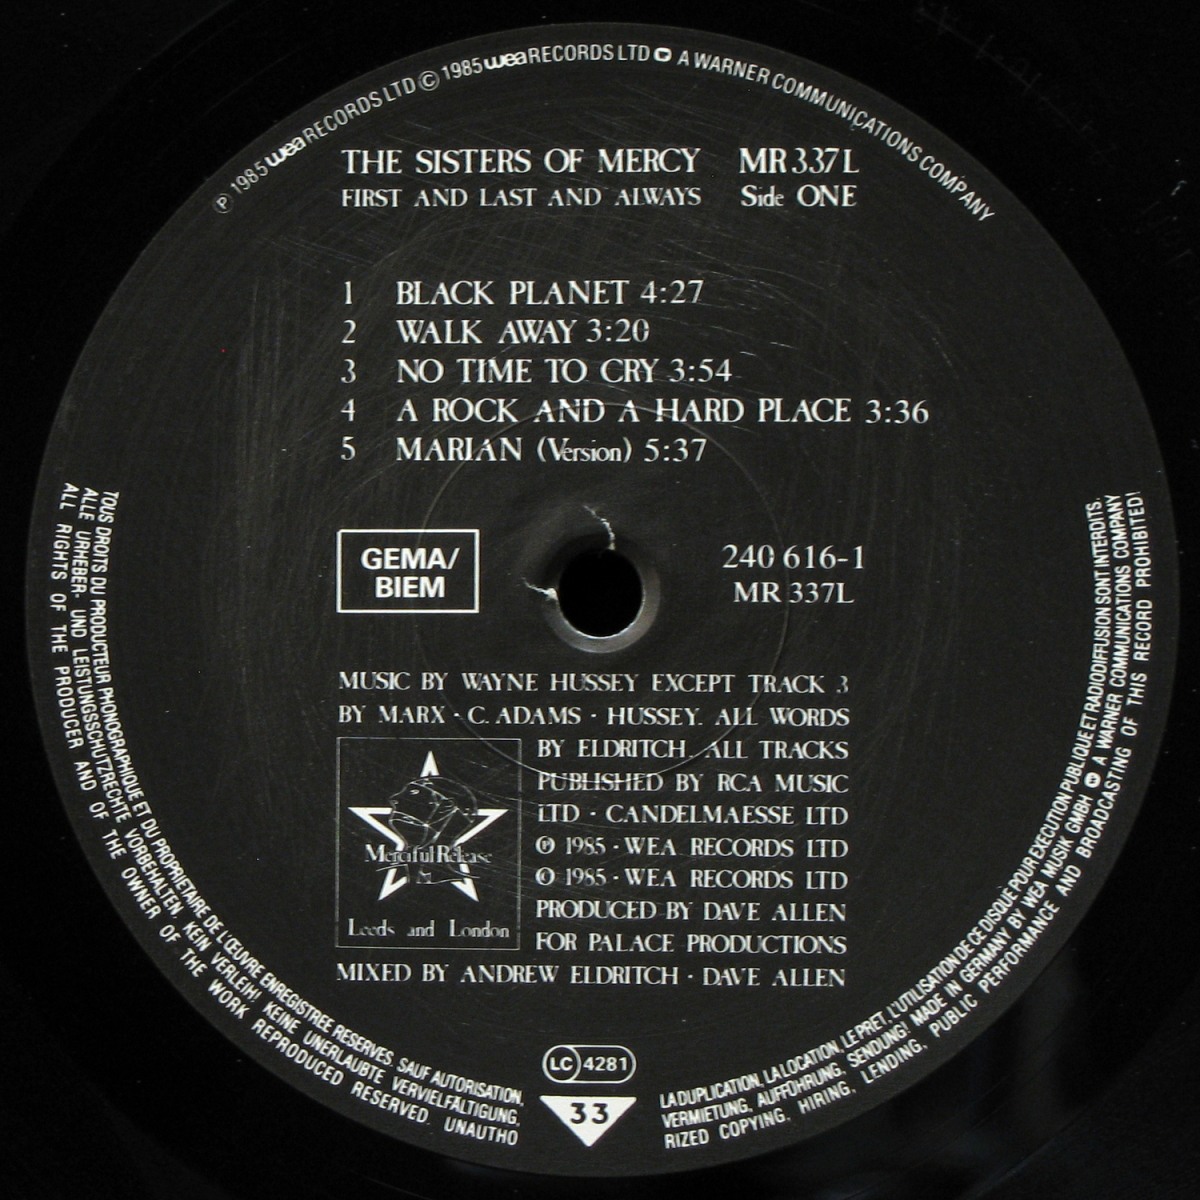 ℗ 1985 wea RECORDS LTD © 1985 wea RECORDS LTD A WARNER COMMUNICATIONS COMPANY
THE SISTERS OF MERCY MR 337L
FIRST AND LAST AND ALWAYS Side ONE
1 BLACK PLANET 4:27
2 WALK AWAY 3:20
3 NO TIME TO CRY 3:54
4 A ROCK AND A HARD PLACE 3:36
5 MARIAN (Version) 5:37
GEMA/
BIEM
240 616-1
MR 337L
MUSIC BY WAYNE HUSSEY EXCEPT TRACK 3
BY MARX · C. ADAMS · HUSSEY. ALL WORDS
BY ELDRITCH. ALL TRACKS
PUBLISHED BY RCA MUSIC
LTD · CANDELMAESSE LTD
℗ 1985 · WEA RECORDS LTD
© 1985 · WEA RECORDS LTD
PRODUCED BY DAVE ALLEN
FOR PALACE PRODUCTIONS
MIXED BY ANDREW ELDRITCH · DAVE ALLEN
Merciful Release
Leeds and London
LC 4281
33
TOUS DROITS DU PRODUCTEUR PHONOGRAPHIQUE ET DU PROPRIETAIRE DE L'ŒUVRE ENREGISTREE RESERVES. SAUF AUTORISATION,
LA DUPLICATION, LA LOCATION, LE PRET, L'UTILISATION DE CE DISQUE POUR EXECUTION PUBLIQUE ET RADIODIFFUSION SONT INTERDITS.
ALLE URHEBER- UND LEISTUNGSSCHUTZRECHTE VORBEHALTEN. KEIN VERLEIH! KEINE UNERLAUBTE VERVIELFÄLTIGUNG,
VERMIETUNG, AUFFÜHRUNG, SENDUNG! MADE IN GERMANY BY WEA MUSIK GMBH A WARNER COMMUNICATIONS COMPANY
ALL RIGHTS OF THE PRODUCER AND OF THE OWNER OF THE WORK REPRODUCED RESERVED. UNAUTHO
RIZED COPYING, HIRING, LENDING, PUBLIC PERFORMANCE AND BROADCASTING OF THIS RECORD PROHIBITED!